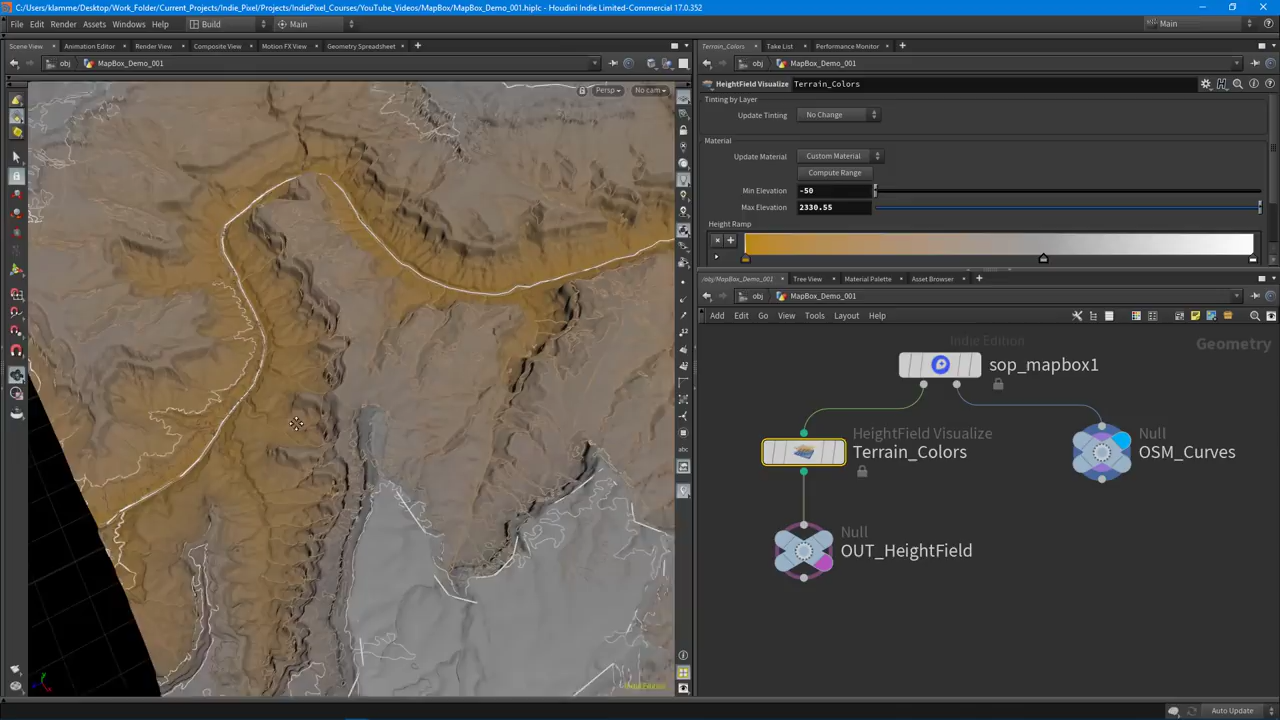 C:/Users/klamme/Desktop/Work_Folder/Current_Projects/Indie_Pixel/Projects/IndiePixel_Courses/YouTube_Videos/MapBox/MapBox_Demo_001.hiplc - Houdini Indie Limited-Commercial 17.0.352
File Edit Render Assets Windows Help Build Main Main
Scene View Animation Editor Render View Composite View Motion FX View Geometry Spreadsheet
obj MapBox_Demo_001
Persp No cam
Terrain_Colors Take List Performance Monitor
obj MapBox_Demo_001
HeightField Visualize Terrain_Colors
Tinting by Layer
Update Tinting No Change
Material
Update Material Custom Material
Compute Range
Min Elevation -50
Max Elevation 2330.55
Height Ramp
/obj/MapBox_Demo_001 Tree View Material Palette Asset Browser
obj MapBox_Demo_001
Add Edit Go View Tools Layout Help
Indie Edition
Geometry
sop_mapbox1
HeightField Visualize
Terrain_Colors
Null
OSM_Curves
Null
OUT_HeightField
abc
Indie Edition
Auto Update